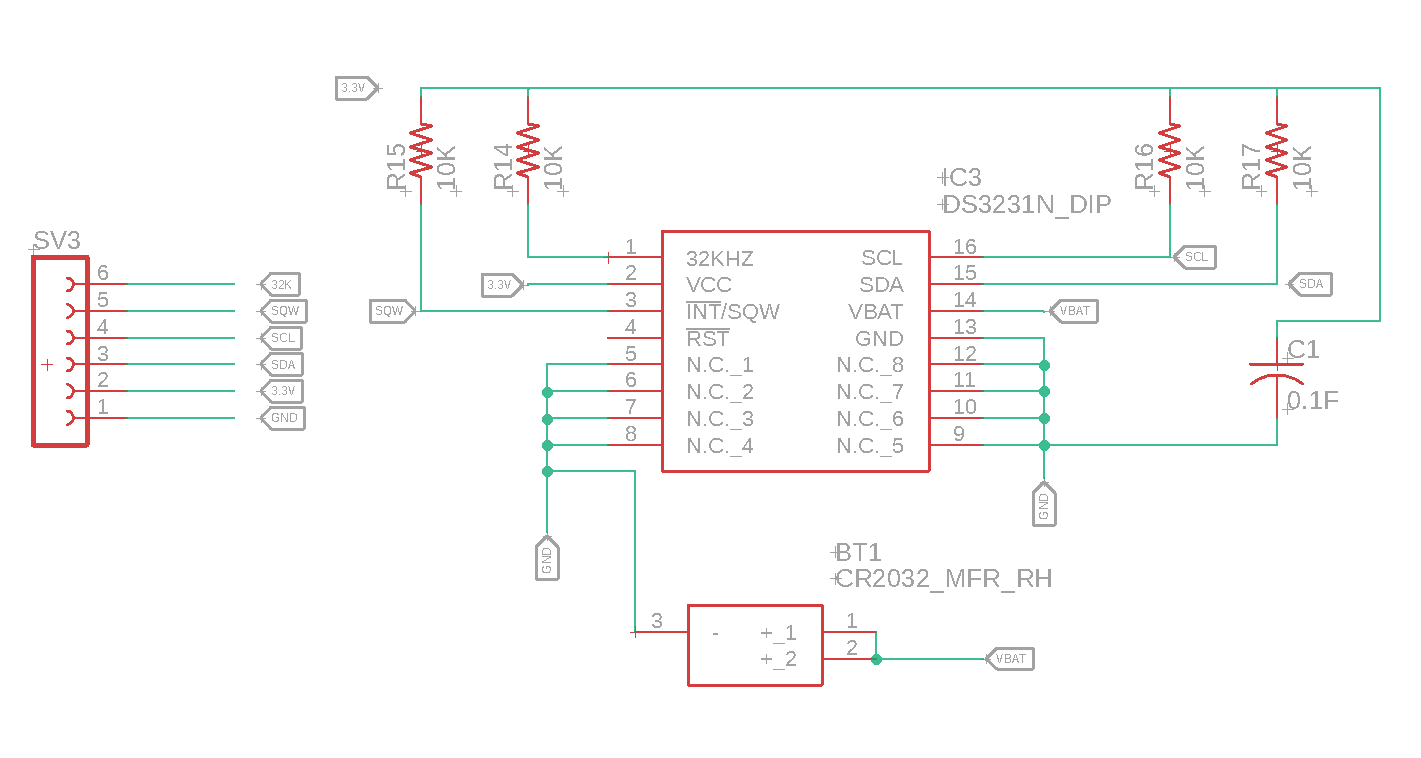 3.3V
R15
10K
R14
10K
R16
10K
R17
10K
IC3
DS3231N_DIP
SV3
6
32K
5
SQW
4
SCL
3
SDA
2
3.3V
1
GND
SQW
3.3V
1
32KHZ
2
VCC
3
INT/SQW
4
RST
5
N.C._1
6
N.C._2
7
N.C._3
8
N.C._4
SCL
16
SCL
SDA
15
SDA
VBAT
14
VBAT
GND
13
N.C._8
12
N.C._7
11
N.C._6
10
N.C._5
9
C1
0.1F
GND
GND
BT1
CR2032_MFR_RH
3
-
+_1
1
+_2
2
VBAT